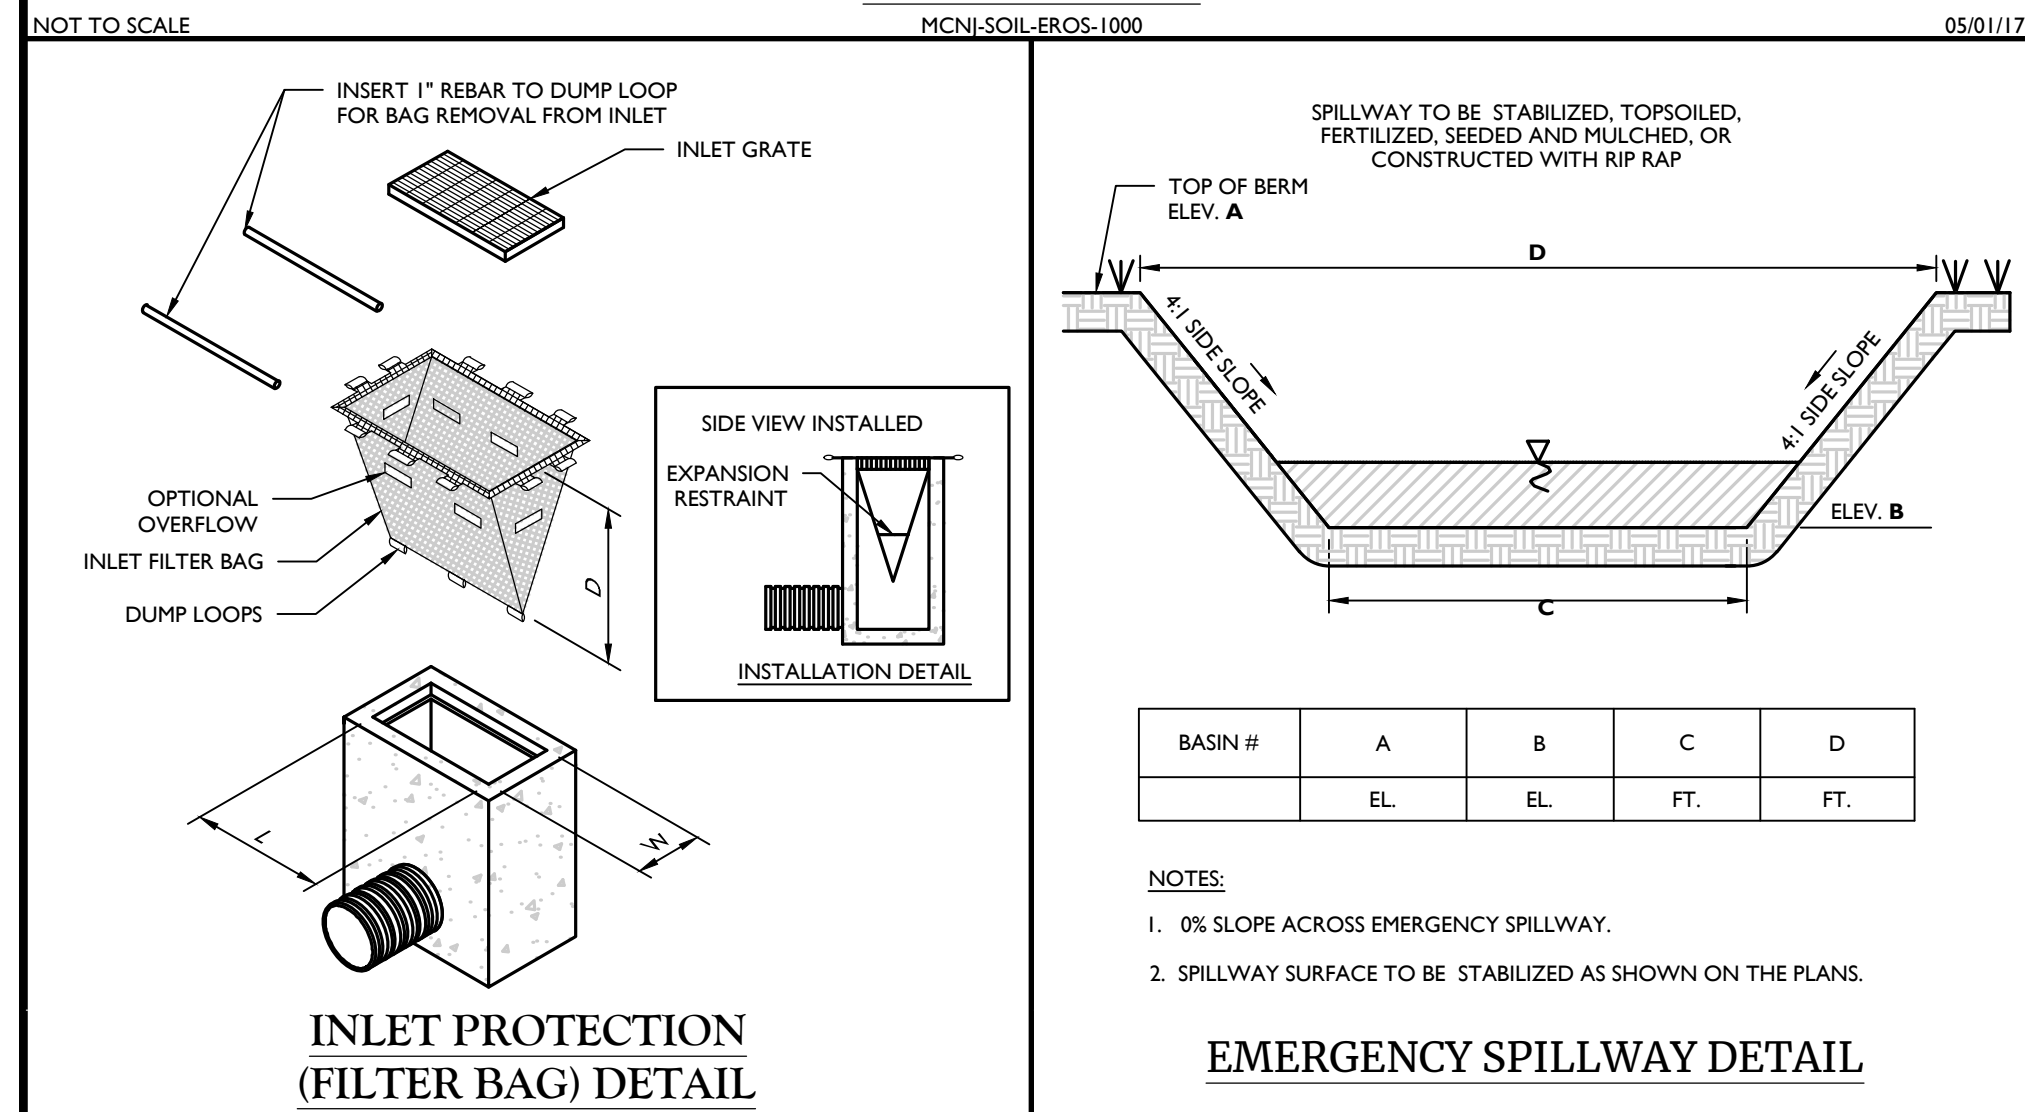 NOT TO SCALE
MCNJ-SOIL-EROS-1000
05/01/17
INSERT 1" REBAR TO DUMP LOOP
FOR BAG REMOVAL FROM INLET
INLET GRATE
OPTIONAL
OVERFLOW
INLET FILTER BAG
DUMP LOOPS
D
SIDE VIEW INSTALLED
EXPANSION
RESTRAINT
INSTALLATION DETAIL
L
W
INLET PROTECTION
(FILTER BAG) DETAIL
SPILLWAY TO BE STABILIZED, TOPSOILED,
FERTILIZED, SEEDED AND MULCHED, OR
CONSTRUCTED WITH RIP RAP
TOP OF BERM
ELEV. A
D
4:1 SIDE SLOPE
4:1 SIDE SLOPE
ELEV. B
C
BASIN # A B C D
EL. EL. FT. FT.
NOTES:
1. 0% SLOPE ACROSS EMERGENCY SPILLWAY.
2. SPILLWAY SURFACE TO BE STABILIZED AS SHOWN ON THE PLANS.
EMERGENCY SPILLWAY DETAIL